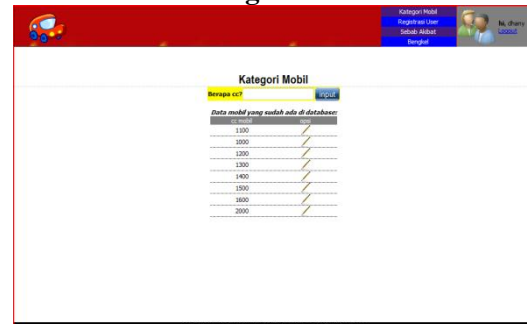 Kategori Mobil
Registrasi User
Sebab Akibat
Bengkel
hi, dhany
Logout
Kategori Mobil
Berapa cc? input
Data mobil yang sudah ada di database:
cc mobil opsi
1100
1000
1200
1300
1400
1500
1600
2000